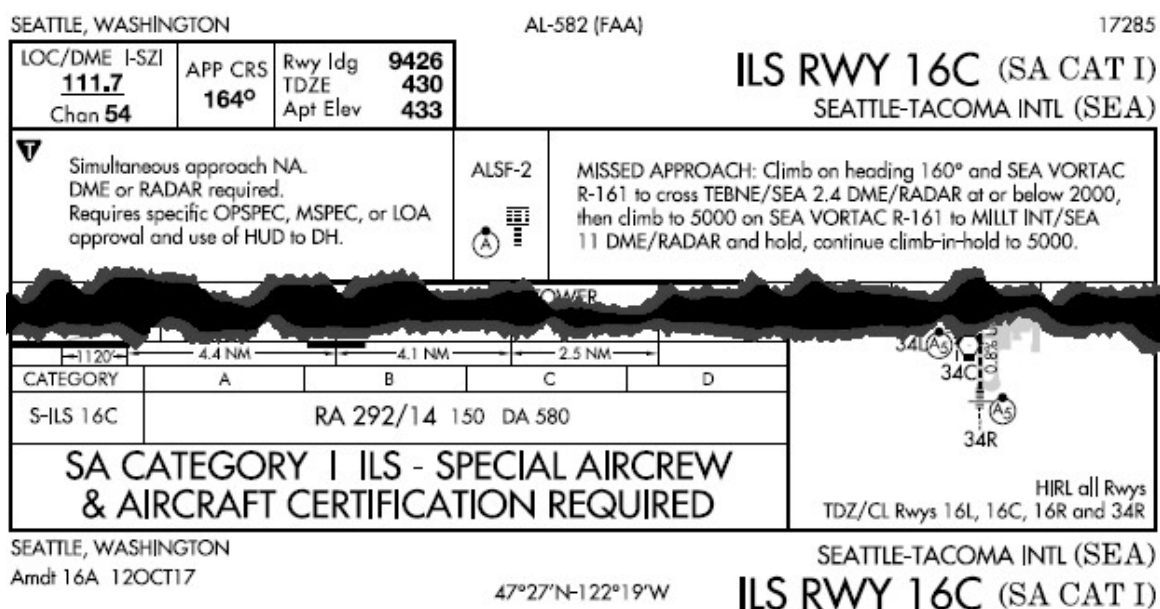 SEATTLE, WASHINGTON AL-582 (FAA) 17285
LOC/DME I-SZI
111.7
Chan 54
APP CRS
164°
Rwy ldg 9426
TDZE 430
Apt Elev 433
ILS RWY 16C (SA CAT I)
SEATTLE-TACOMA INTL (SEA)
T
Simultaneous approach NA.
DME or RADAR required.
Requires specific OPSPEC, MSPEC, or LOA
approval and use of HUD to DH.
ALSF-2
A
MISSED APPROACH: Climb on heading 160° and SEA VORTAC
R-161 to cross TEBNE/SEA 2.4 DME/RADAR at or below 2000,
then climb to 5000 on SEA VORTAC R-161 to MILLT INT/SEA
11 DME/RADAR and hold, continue climb-in-hold to 5000.
TOWER
1120' 4.4 NM 4.1 NM 2.5 NM
CATEGORY A B C D
S-ILS 16C RA 292/14 150 DA 580
SA CATEGORY I ILS - SPECIAL AIRCREW
& AIRCRAFT CERTIFICATION REQUIRED
34L A5
34C
A5
34R
HIRL all Rwys
TDZ/CL Rwys 16L, 16C, 16R and 34R
SEATTLE, WASHINGTON
Amdt 16A 12OCT17
47°27'N-122°19'W
SEATTLE-TACOMA INTL (SEA)
ILS RWY 16C (SA CAT I)